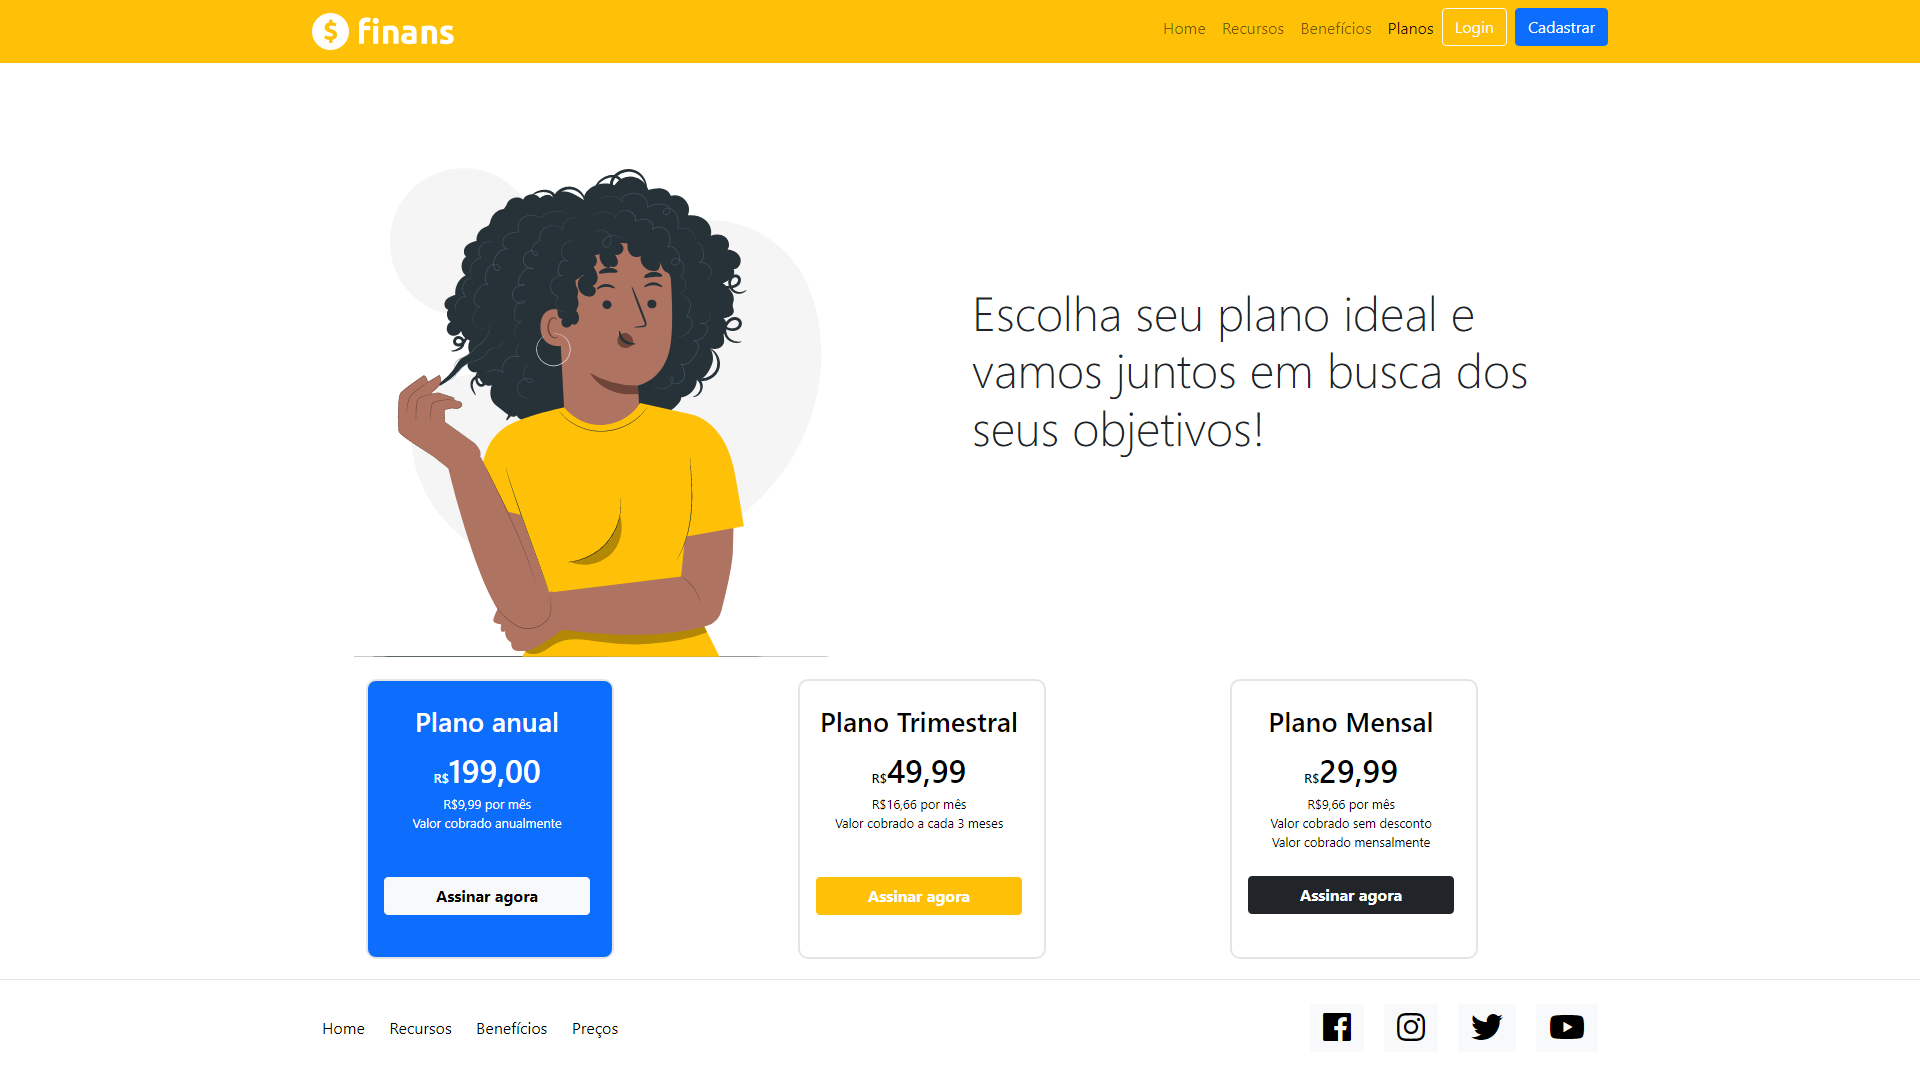 finans
Home Recursos Benefícios Planos Login Cadastrar
Escolha seu plano ideal e
vamos juntos em busca dos
seus objetivos!
Plano anual
R$199,00
R$9,99 por mês
Valor cobrado anualmente
Assinar agora
Plano Trimestral
R$49,99
R$16,66 por mês
Valor cobrado a cada 3 meses
Assinar agora
Plano Mensal
R$29,99
R$9,66 por mês
Valor cobrado sem desconto
Valor cobrado mensalmente
Assinar agora
Home Recursos Benefícios Preços